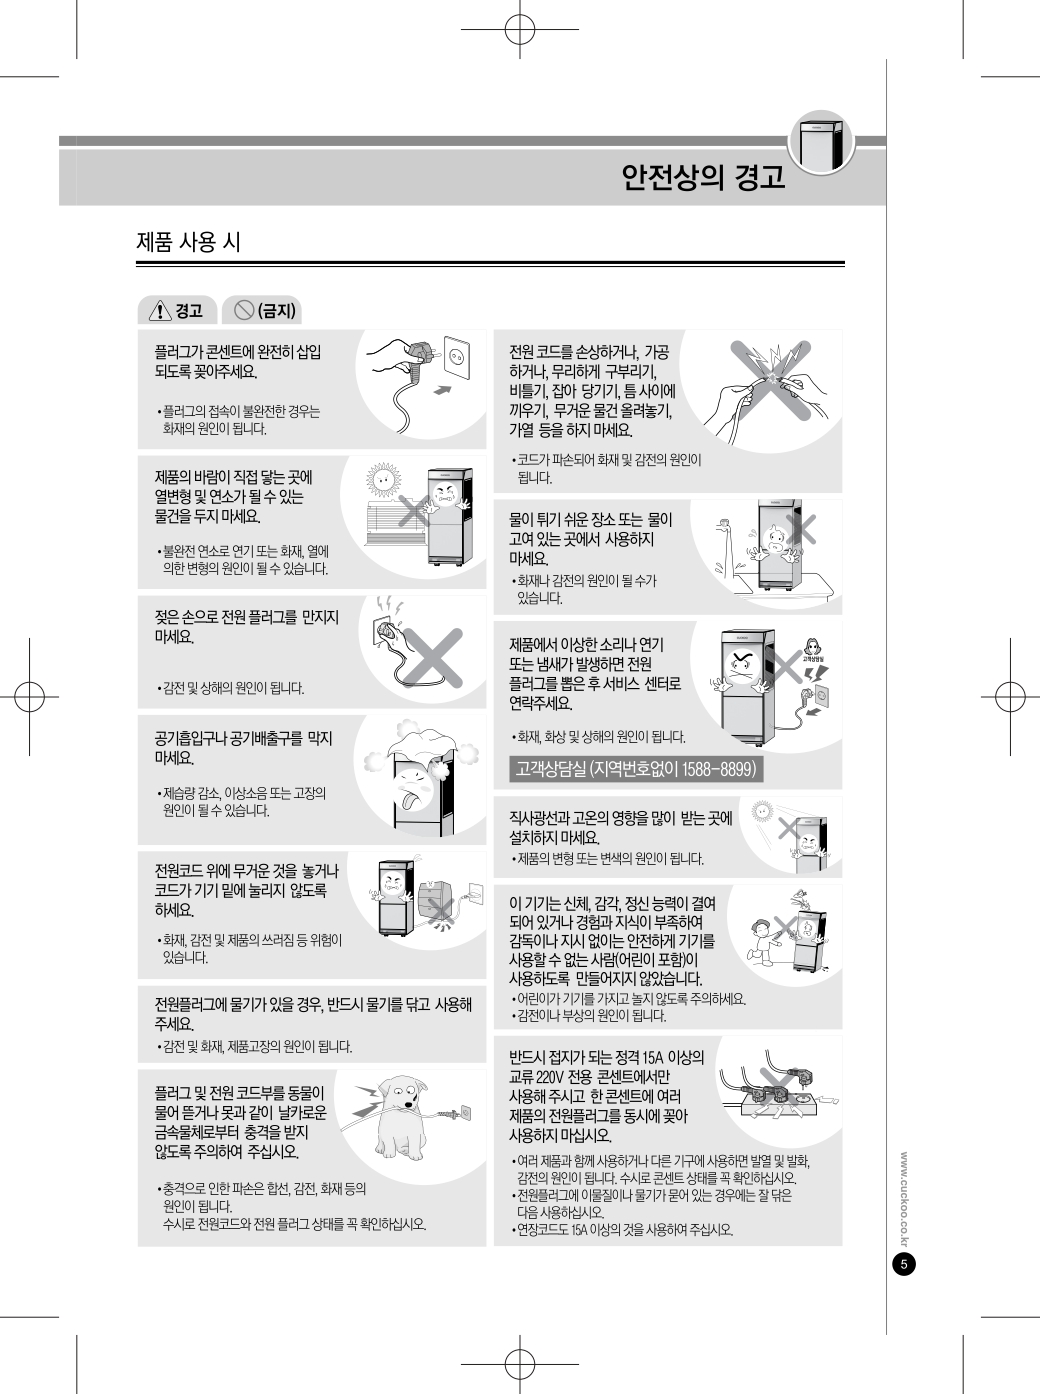 안전상의 경고
제품 사용 시
경고
(금지)
플러그가 콘센트에 완전히 삽입
되도록 꽂아주세요.
•플러그의 접속이 불완전한 경우는
화재의 원인이 됩니다.
제품의 바람이 직접 닿는 곳에
열변형 및 연소가 될 수 있는
물건을 두지 마세요.
•불완전 연소로 연기 또는 화재, 열에
의한 변형의 원인이 될 수 있습니다.
젖은 손으로 전원 플러그를 만지지
마세요.
•감전 및 상해의 원인이 됩니다.
공기흡입구나 공기배출구를 막지
마세요.
•제습량 감소, 이상소음 또는 고장의
원인이 될 수 있습니다.
전원코드 위에 무거운 것을 놓거나
코드가 기기 밑에 눌리지 않도록
하세요.
•화재, 감전 및 제품의 쓰러짐 등 위험이
있습니다.
전원플러그에 물기가 있을 경우, 반드시 물기를 닦고 사용해
주세요.
•감전 및 화재, 제품고장의 원인이 됩니다.
플러그 및 전원 코드부를 동물이
물어 뜯거나 못과 같이 날카로운
금속물체로부터 충격을 받지
않도록 주의하여 주십시오.
•충격으로 인한 파손은 합선, 감전, 화재 등의
원인이 됩니다.
수시로 전원코드와 전원 플러그 상태를 꼭 확인하십시오.
전원 코드를 손상하거나, 가공
하거나, 무리하게 구부리기,
비틀기, 잡아 당기기, 틈 사이에
끼우기, 무거운 물건 올려놓기,
가열 등을 하지 마세요.
•코드가 파손되어 화재 및 감전의 원인이
됩니다.
물이 튀기 쉬운 장소 또는 물이
고여 있는 곳에서 사용하지
마세요.
•화재나 감전의 원인이 될 수가
있습니다.
제품에서 이상한 소리나 연기
또는 냄새가 발생하면 전원
플러그를 뽑은 후 서비스 센터로
연락주세요.
고객상담실
•화재, 화상 및 상해의 원인이 됩니다.
고객상담실 (지역번호없이 1588-8899)
직사광선과 고온의 영향을 많이 받는 곳에
설치하지 마세요.
•제품의 변형 또는 변색의 원인이 됩니다.
이 기기는 신체, 감각, 정신 능력이 결여
되어 있거나 경험과 지식이 부족하여
감독이나 지시 없이는 안전하게 기기를
사용할 수 없는 사람(어린이 포함)이
사용하도록 만들어지지 않았습니다.
•어린이가 기기를 가지고 놀지 않도록 주의하세요.
•감전이나 부상의 원인이 됩니다.
반드시 접지가 되는 정격 15A 이상의
교류 220V 전용 콘센트에서만
사용해 주시고 한 콘센트에 여러
제품의 전원플러그를 동시에 꽂아
사용하지 마십시오.
•여러 제품과 함께 사용하거나 다른 기구에 사용하면 발열 및 발화,
감전의 원인이 됩니다. 수시로 콘센트 상태를 꼭 확인하십시오.
•전원플러그에 이물질이나 물기가 묻어 있는 경우에는 잘 닦은
다음 사용하십시오.
•연장코드도 15A 이상의 것을 사용하여 주십시오.
www.cuckoo.co.kr
5